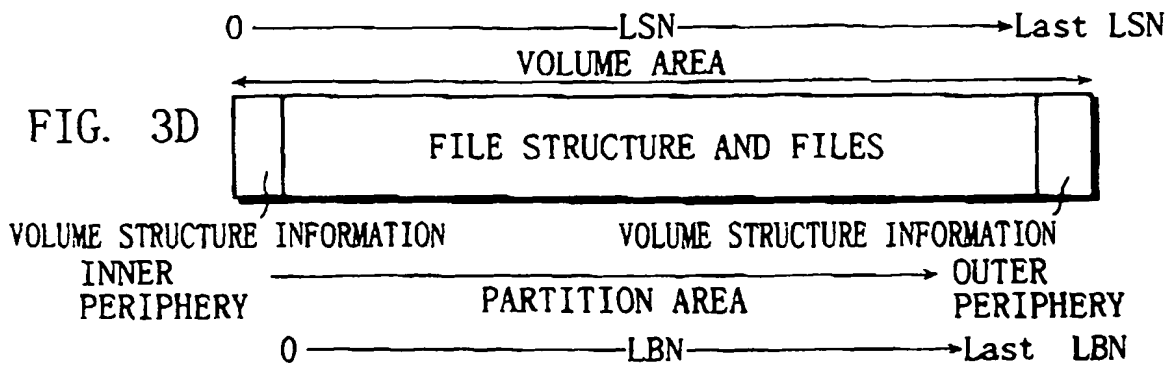 0 LSN Last LSN
VOLUME AREA
FIG. 3D
FILE STRUCTURE AND FILES
VOLUME STRUCTURE INFORMATION VOLUME STRUCTURE INFORMATION
INNER PERIPHERY
PARTITION AREA
OUTER PERIPHERY
0 LBN Last LBN